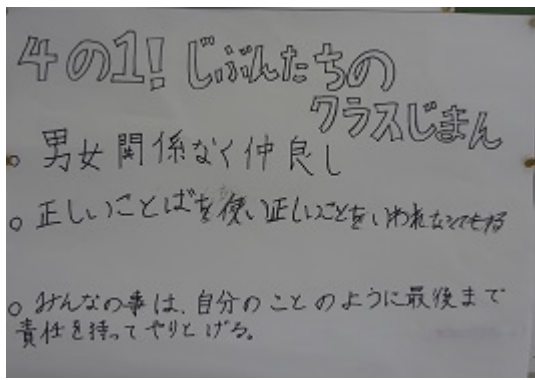 4の1! じぶんたちの
クラスじまん
○ 男女関係なく仲良し
○ 正しいことばを使い正しいことをいわれなくてもする
○ みんなの事は、自分のことのように最後まで
責任を持ってやりとげる。